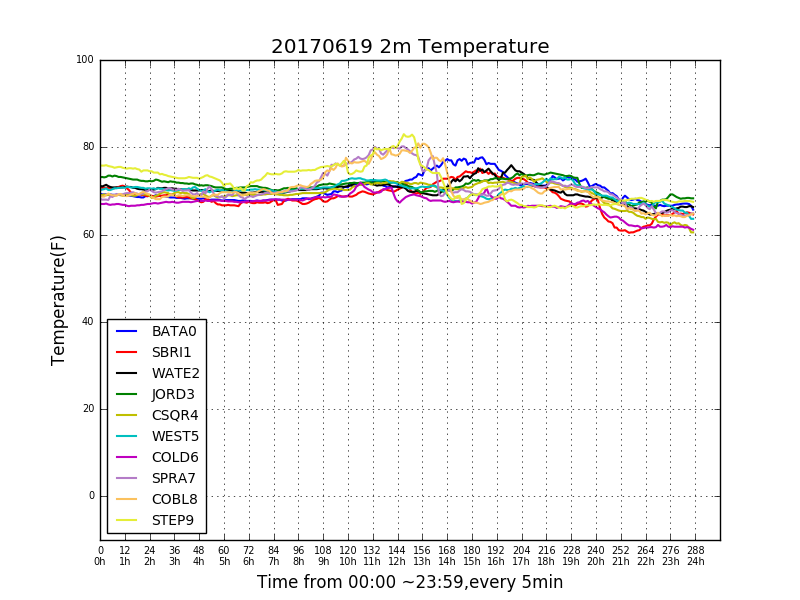 20170619 2m Temperature
100
80
60
40
20
0
Temperature(F)
BATA0
SBRI1
WATE2
JORD3
CSQR4
WEST5
COLD6
SPRA7
COBL8
STEP9
0 12 24 36 48 60 72 84 96 108 120 132 144 156 168 180 192 204 216 228 240 252 264 276 288
0h 1h 2h 3h 4h 5h 6h 7h 8h 9h 10h 11h 12h 13h 14h 15h 16h 17h 18h 19h 20h 21h 22h 23h 24h
Time from 00:00 ~23:59,every 5min